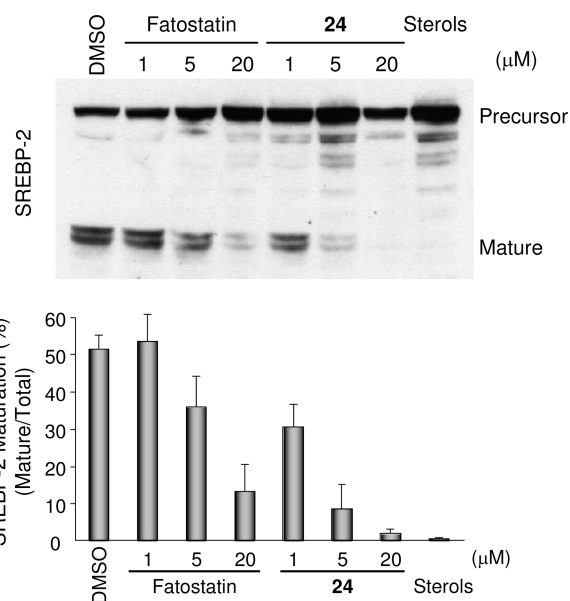 DMSO Fatostatin 24 Sterols
1 5 20 1 5 20 (μM)
SREBP-2
Precursor
Mature
SREBP-2 Maturation (%)
(Mature/Total)
60
50
40
30
20
10
0
DMSO 1 5 20 1 5 20 (μM)
Fatostatin 24 Sterols